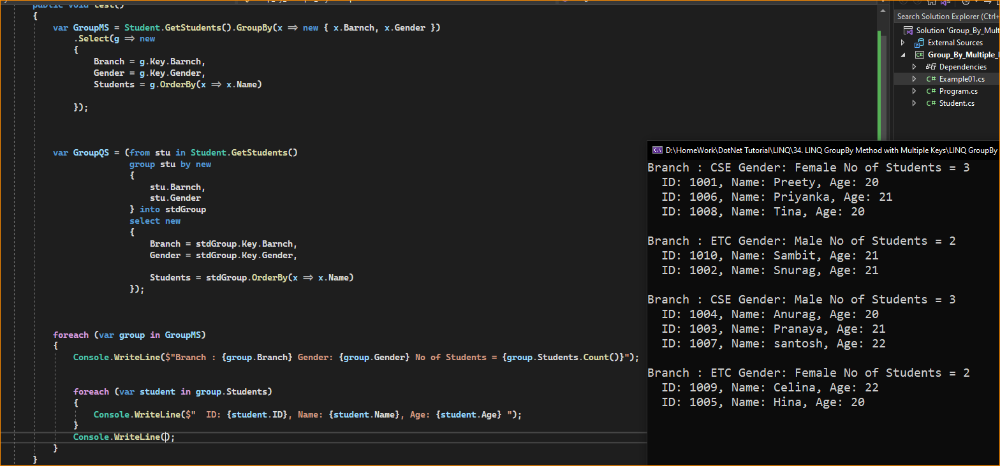 public void test()
{
var GroupMS = Student.GetStudents().GroupBy(x => new { x.Barnch, x.Gender })
.Select(g => new
{
Branch = g.Key.Barnch,
Gender = g.Key.Gender,
Students = g.OrderBy(x => x.Name)
});
var GroupQS = (from stu in Student.GetStudents()
group stu by new
{
stu.Barnch,
stu.Gender
} into stdGroup
select new
{
Branch = stdGroup.Key.Barnch,
Gender = stdGroup.Key.Gender,
Students = stdGroup.OrderBy(x => x.Name)
});
foreach (var group in GroupMS)
{
Console.WriteLine($"Branch : {group.Branch} Gender: {group.Gender} No of Students = {group.Students.Count()}");
foreach (var student in group.Students)
{
Console.WriteLine($"  ID: {student.ID}, Name: {student.Name}, Age: {student.Age} ");
}
Console.WriteLine();
}
}
Search Solution Explorer (Ctrl+
Solution 'Group_By_Mult
External Sources
C# Group_By_Multiple_
Dependencies
C# Example01.cs
C# Program.cs
C# Student.cs
D:\HomeWork\DotNet Tutorial\LINQ\34. LINQ GroupBy Method with Multiple Keys\LINQ GroupBy
Branch : CSE Gender: Female No of Students = 3
ID: 1001, Name: Preety, Age: 20
ID: 1006, Name: Priyanka, Age: 21
ID: 1008, Name: Tina, Age: 20
Branch : ETC Gender: Male No of Students = 2
ID: 1010, Name: Sambit, Age: 21
ID: 1002, Name: Snurag, Age: 21
Branch : CSE Gender: Male No of Students = 3
ID: 1004, Name: Anurag, Age: 20
ID: 1003, Name: Pranaya, Age: 21
ID: 1007, Name: santosh, Age: 22
Branch : ETC Gender: Female No of Students = 2
ID: 1009, Name: Celina, Age: 22
ID: 1005, Name: Hina, Age: 20